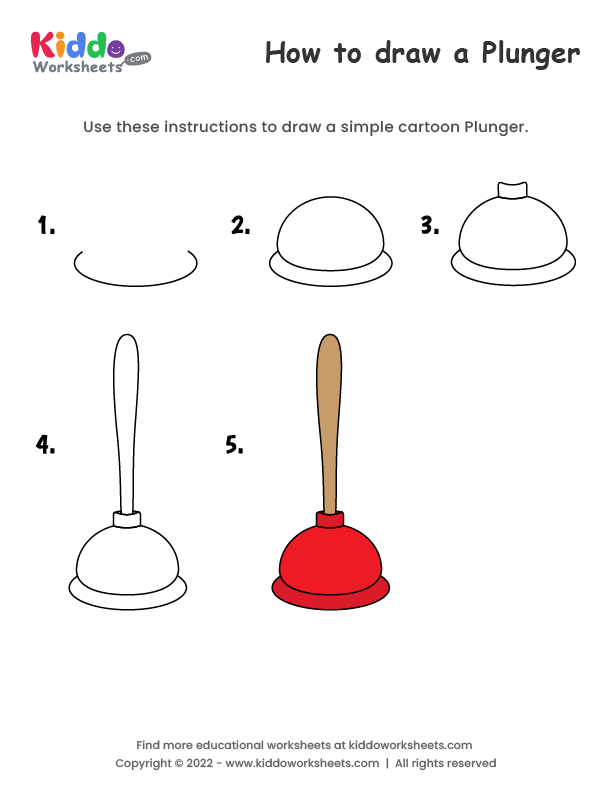 Kiddo
Worksheets.com
How to draw a Plunger
Use these instructions to draw a simple cartoon Plunger.
1.
2.
3.
4.
5.
Find more educational worksheets at kiddoworksheets.com
Copyright © 2022 - www.kiddoworksheets.com | All rights reserved